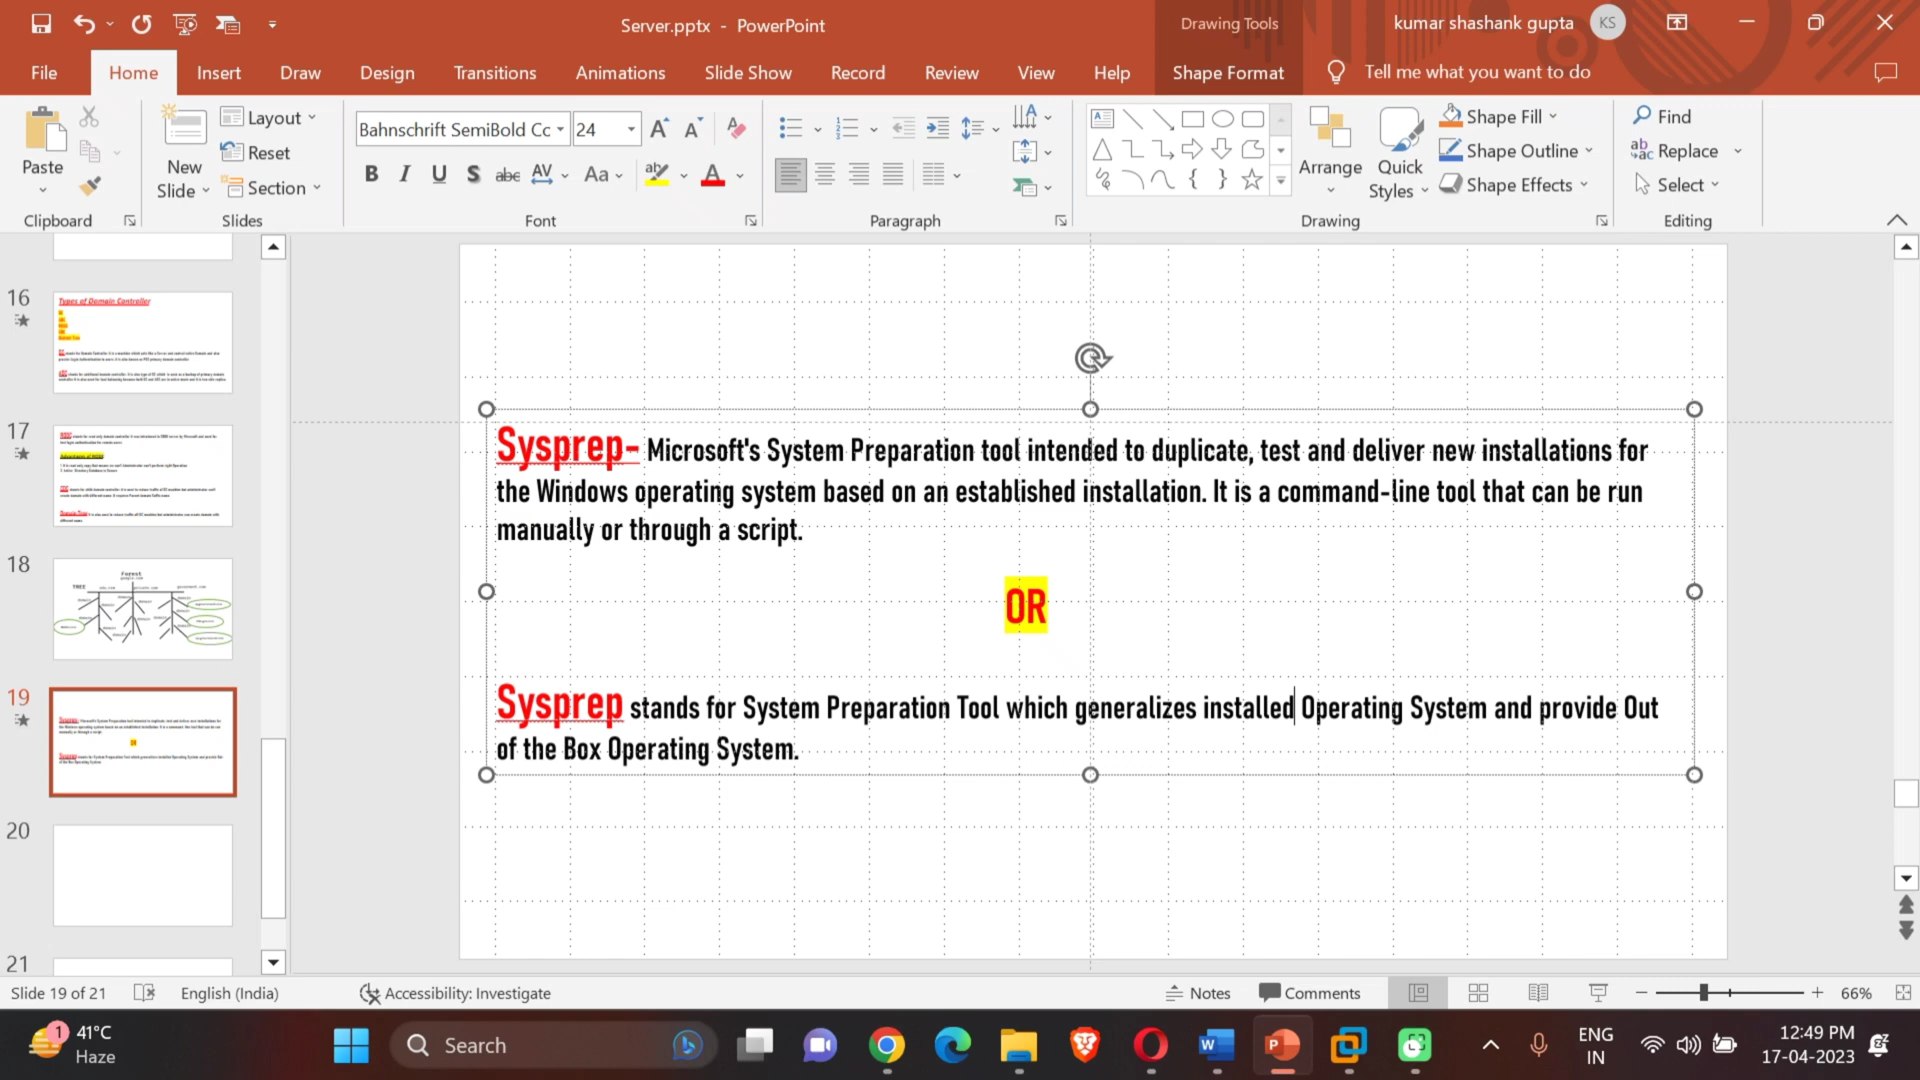 Server.pptx - PowerPoint
Drawing Tools
kumar shashank gupta
KS
File
Home
Insert
Draw
Design
Transitions
Animations
Slide Show
Record
Review
View
Help
Shape Format
Tell me what you want to do
Paste
Clipboard
New
Slide
Layout
Reset
Section
Slides
Bahnschrift SemiBold Cc
24
Font
Paragraph
Arrange
Quick
Styles
Shape Fill
Shape Outline
Shape Effects
Drawing
Find
Replace
Select
Editing
16
Types of Domain Controller
17
18
Forest
TREE
19
20
21
Sysprep- Microsoft's System Preparation tool intended to duplicate, test and deliver new installations for
the Windows operating system based on an established installation. It is a command-line tool that can be run
manually or through a script.
OR
Sysprep stands for System Preparation Tool which generalizes installed Operating System and provide Out
of the Box Operating System.
Slide 19 of 21
English (India)
Accessibility: Investigate
Notes
Comments
66%
1
41°C
Haze
Search
ENG
IN
12:49 PM
17-04-2023